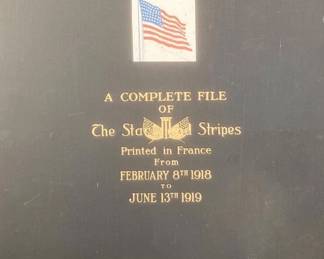 A COMPLETE FILE
OF
The Sta d Stripes
Printed in France
From
FEBRUARY 8TH 1918
TO
JUNE 13TH 1919